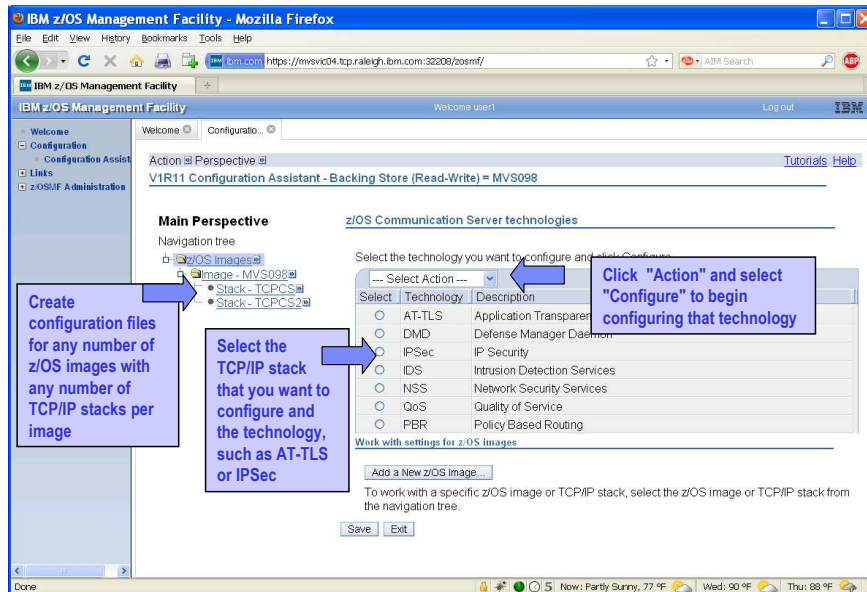 IBM z/OS Management Facility - Mozilla Firefox
File Edit View History Bookmarks Tools Help
ibm.com https://mvsvic04.tcp.raleigh.ibm.com:32208/zosmf/
AIM Search
ABP
IBM z/OS Management Facility
IBM z/OS Management Facility Welcome user1 Log out IBM
Welcome
Configuration
Configuration Assist
Links
z/OSMF Administration
Welcome Configuratio...
Action Perspective Tutorials Help
V1R11 Configuration Assistant - Backing Store (Read-Write) = MVS098
Main Perspective
Navigation tree
z/OS Images
Image - MVS098
Stack - TCPCS
Stack - TCPCS2
z/OS Communication Server technologies
Select the technology you want to configure and click Configure
--- Select Action ---
Select Technology Description
AT-TLS Application Transparen
DMD Defense Manager Daemon
IPSec IP Security
IDS Intrusion Detection Services
NSS Network Security Services
QoS Quality of Service
PBR Policy Based Routing
Work with settings for z/OS images
Add a New z/OS Image...
To work with a specific z/OS image or TCP/IP stack, select the z/OS image or TCP/IP stack from
the navigation tree.
Save Exit
Create
configuration files
for any number of
z/OS images with
any number of
TCP/IP stacks per
image
Select the
TCP/IP stack
that you want to
configure and
the technology,
such as AT-TLS
or IPSec
Click "Action" and select
"Configure" to begin
configuring that technology
Done 5 Now: Partly Sunny, 77 °F Wed: 90 °F Thu: 88 °F